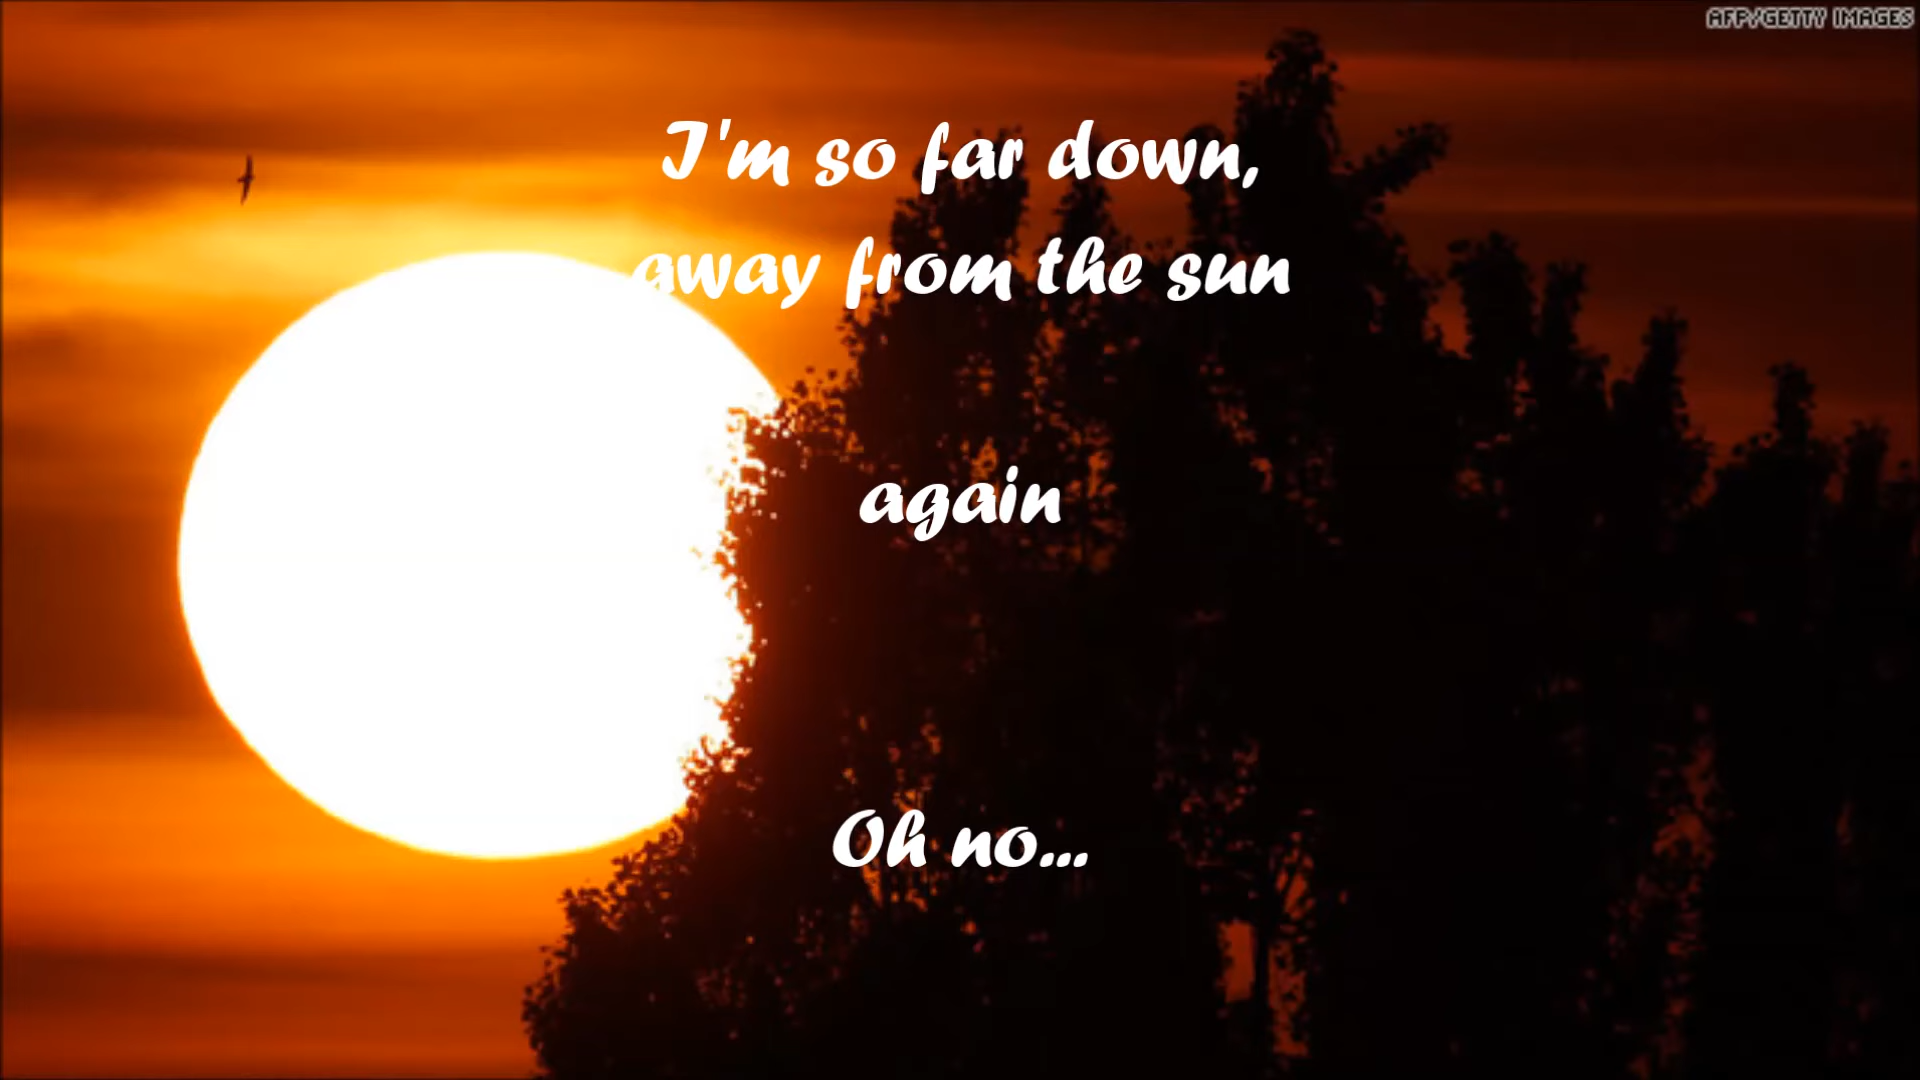 AFP/GETTY IMAGES
I'm so far down,
away from the sun
again
Oh no...